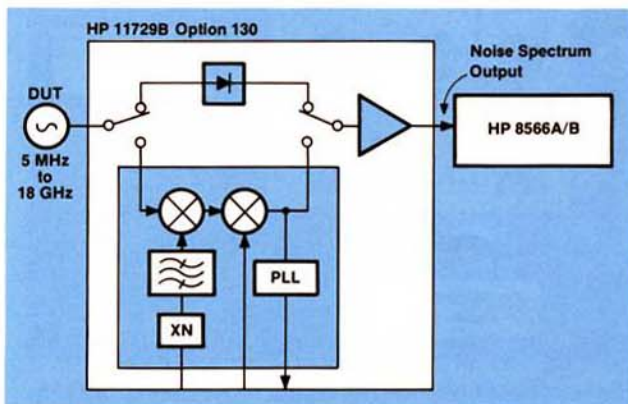 HP 11729B Option 130
Noise Spectrum
Output
DUT
HP 8566A/B
5 MHz
to
18 GHz
PLL
XN